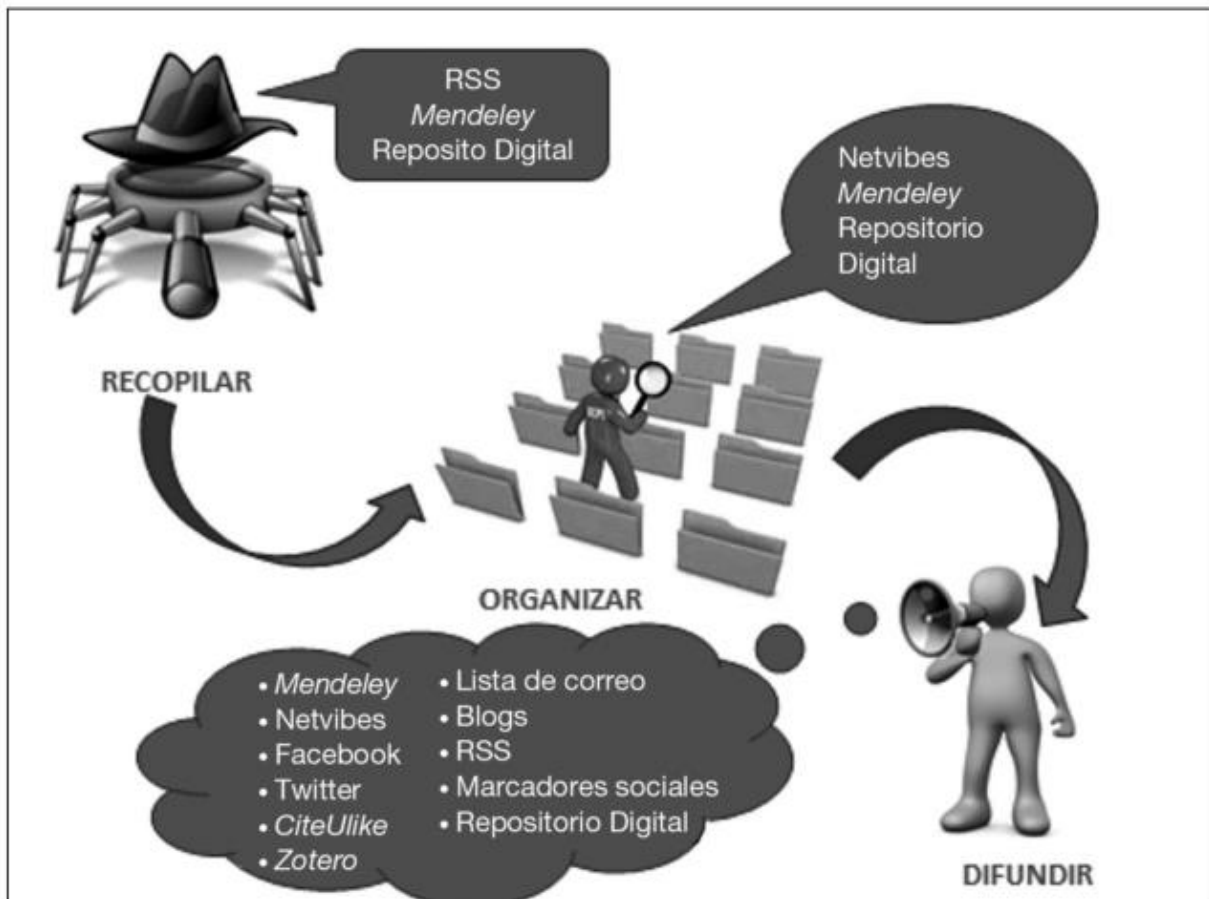 RSS
Mendeley
Reposito Digital
Netvibes
Mendeley
Repositorio
Digital
RECOPILAR
ORGANIZAR
• Mendeley
• Netvibes
• Facebook
• Twitter
• CiteUlike
• Zotero
• Lista de correo
• Blogs
• RSS
• Marcadores sociales
• Repositorio Digital
DIFUNDIR